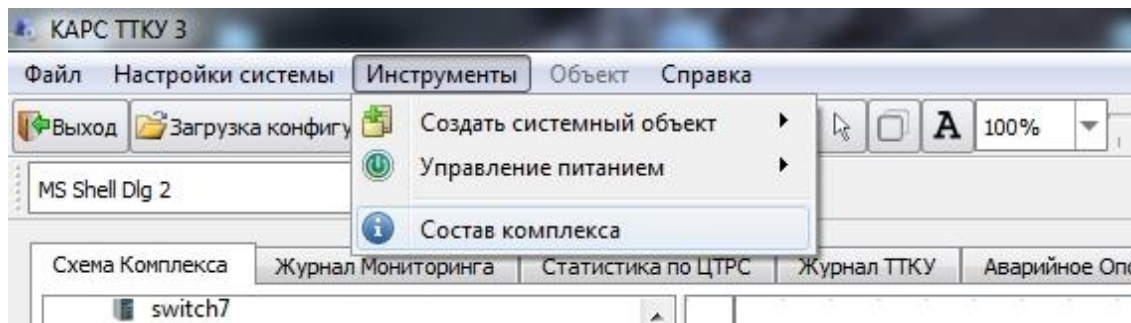 КАРС ТТКУ 3
Файл Настройки системы Инструменты Объект Справка
Выход Загрузка конфигу Создать системный объект A 100%
Управление питанием
MS Shell Dlg 2
Состав комплекса
Схема Комплекса Журнал Мониторинга Статистика по ЦТРС Журнал ТТКУ Аварийное Опо
switch7